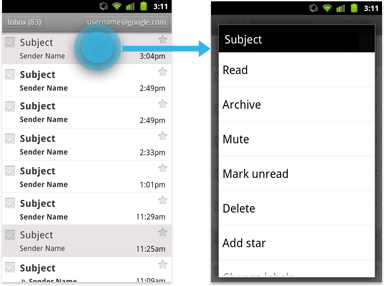 3:11
Inbox (83) username@google.com
Subject
Sender Name 3:04pm
Subject
Sender Name 2:49pm
Subject
Sender Name 2:49pm
Subject
Sender Name 2:33pm
Subject
Sender Name 1:01pm
Subject
Sender Name 11:29am
Subject
Sender Name 11:25am
Subject
» Sender Name 11:09am
3:11
Subject
Read
Archive
Mute
Mark unread
Delete
Add star
Change labels